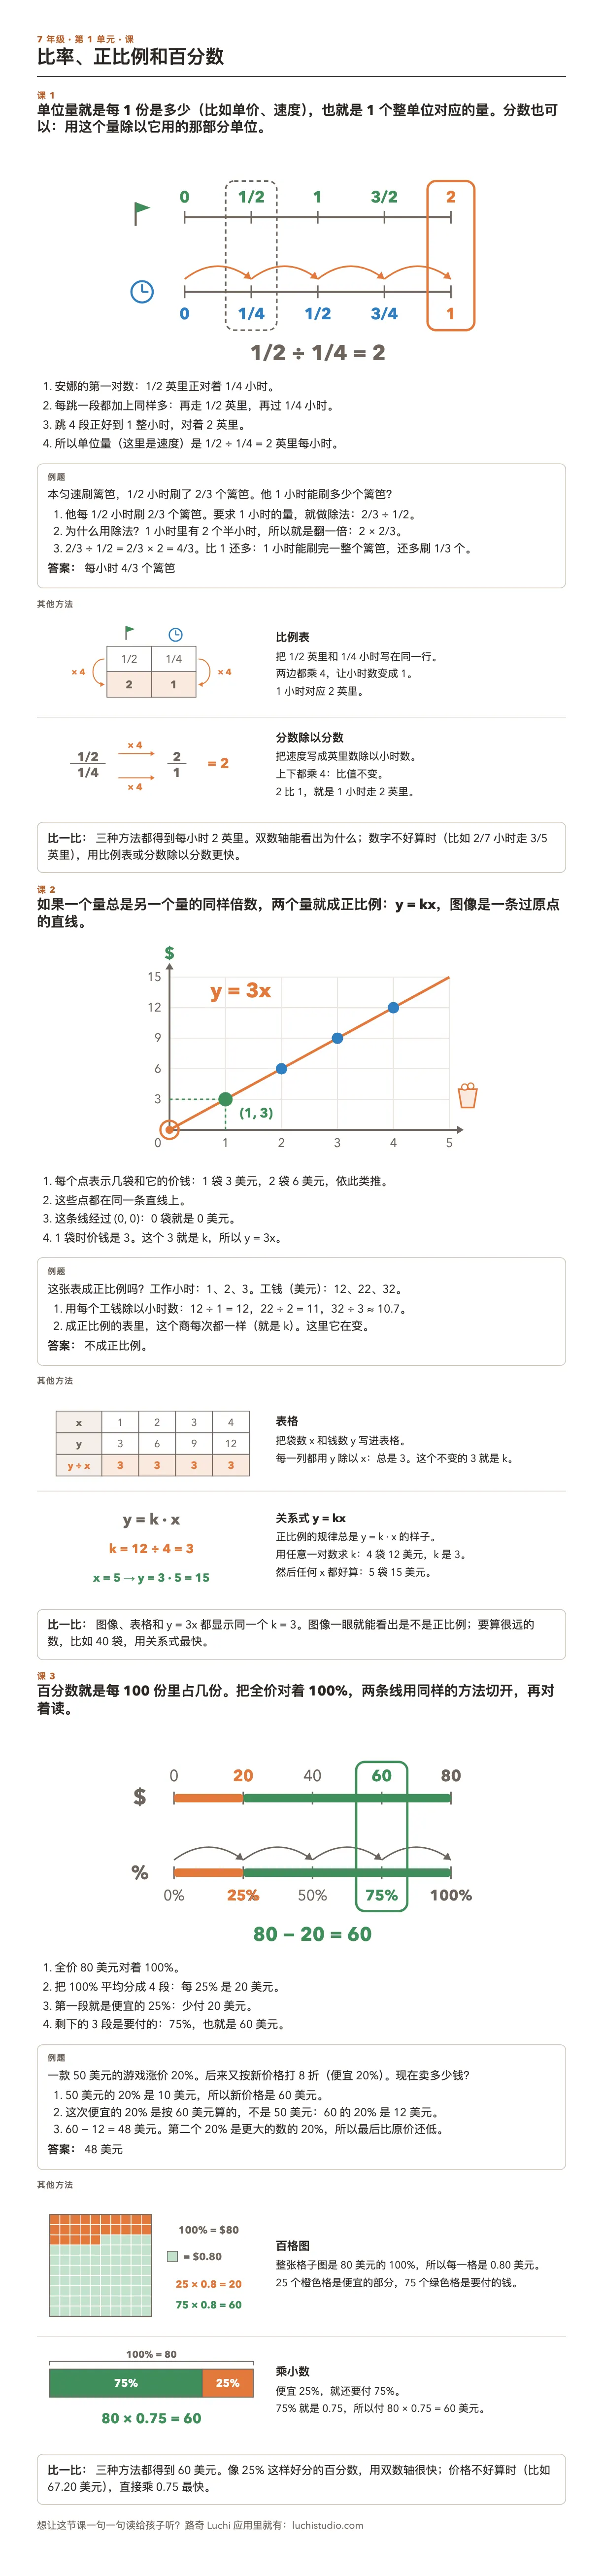 7 年级 · 第 1 单元 · 课
比率、正比例和百分数
课 1
单位量就是每 1 份是多少（比如单价、速度），也就是 1 个整单位对应的量。分数也可
以：用这个量除以它用的那部分单位。
0 1/2 1 3/2 2
0 1/4 1/2 3/4 1
1/2 ÷ 1/4 = 2
1. 安娜的第一对数：1/2 英里正对着 1/4 小时。
2. 每跳一段都加上同样多：再走 1/2 英里，再过 1/4 小时。
3. 跳 4 段正好到 1 整小时，对着 2 英里。
4. 所以单位量（这里是速度）是 1/2 ÷ 1/4 = 2 英里每小时。
例题
本匀速刷篱笆，1/2 小时刷了 2/3 个篱笆。他 1 小时能刷多少个篱笆？
1. 他每 1/2 小时刷 2/3 个篱笆。要求 1 小时的量，就做除法：2/3 ÷ 1/2。
2. 为什么用除法？1 小时里有 2 个半小时，所以就是翻一倍：2 × 2/3。
3. 2/3 ÷ 1/2 = 2/3 × 2 = 4/3。比 1 还多：1 小时能刷完一整个篱笆，还多刷 1/3 个。
答案： 每小时 4/3 个篱笆
其他方法
1/2 1/4
× 4 × 4
2 1
比例表
把 1/2 英里和 1/4 小时写在同一行。
两边都乘 4，让小时数变成 1。
1 小时对应 2 英里。
× 4
1/2 2
1/4 1
= 2
× 4
分数除以分数
把速度写成英里数除以小时数。
上下都乘 4：比值不变。
2 比 1，就是 1 小时走 2 英里。
比一比： 三种方法都得到每小时 2 英里。双数轴能看出为什么；数字不好算时（比如 2/7 小时走 3/5
英里），用比例表或分数除以分数更快。
课 2
如果一个量总是另一个量的同样倍数，两个量就成正比例：y = kx，图像是一条过原点
的直线。
$
15
y = 3x
12
9
6
3
(1, 3)
0 1 2 3 4 5
1. 每个点表示几袋和它的价钱：1 袋 3 美元，2 袋 6 美元，依此类推。
2. 这些点都在同一条直线上。
3. 这条线经过 (0, 0)：0 袋就是 0 美元。
4. 1 袋时价钱是 3。这个 3 就是 k，所以 y = 3x。
例题
这张表成正比例吗？工作小时：1、2、3。工钱（美元）：12、22、32。
1. 用每个工钱除以小时数：12 ÷ 1 = 12，22 ÷ 2 = 11，32 ÷ 3 ≈ 10.7。
2. 成正比例的表里，这个商每次都一样（就是 k）。这里它在变。
答案： 不成正比例。
其他方法
x 1 2 3 4
y 3 6 9 12
y ÷ x 3 3 3 3
表格
把袋数 x 和钱数 y 写进表格。
每一列都用 y 除以 x：总是 3。这个不变的 3 就是 k。
y = k · x
k = 12 ÷ 4 = 3
x = 5 → y = 3 · 5 = 15
关系式 y = kx
正比例的规律总是 y = k · x 的样子。
用任意一对数求 k：4 袋 12 美元，k 是 3。
然后任何 x 都好算：5 袋 15 美元。
比一比： 图像、表格和 y = 3x 都显示同一个 k = 3。图像一眼就能看出是不是正比例；要算很远的
数，比如 40 袋，用关系式最快。
课 3
百分数就是每 100 份里占几份。把全价对着 100%，两条线用同样的方法切开，再对
着读。
0 20 40 60 80
$
%
0% 25% 50% 75% 100%
80 − 20 = 60
1. 全价 80 美元对着 100%。
2. 把 100% 平均分成 4 段：每 25% 是 20 美元。
3. 第一段就是便宜的 25%：少付 20 美元。
4. 剩下的 3 段是要付的：75%，也就是 60 美元。
例题
一款 50 美元的游戏涨价 20%。后来又按新价格打 8 折（便宜 20%）。现在卖多少钱？
1. 50 美元的 20% 是 10 美元，所以新价格是 60 美元。
2. 这次便宜的 20% 是按 60 美元算的，不是 50 美元：60 的 20% 是 12 美元。
3. 60 − 12 = 48 美元。第二个 20% 是更大的数的 20%，所以最后比原价还低。
答案： 48 美元
其他方法
100% = $80
= $0.80
25 x 0.8 = 20
75 x 0.8 = 60
百格图
整张格子图是 80 美元的 100%，所以每一格是 0.80 美元。
25 个橙色格是便宜的部分，75 个绿色格是要付的钱。
100% = 80
75% 25%
80 × 0.75 = 60
乘小数
便宜 25%，就还要付 75%。
75% 就是 0.75，所以付 80 × 0.75 = 60 美元。
比一比： 三种方法都得到 60 美元。像 25% 这样好分的百分数，用双数轴很快；价格不好算时（比如
67.20 美元），直接乘 0.75 最快。
想让这节课一句一句读给孩子听？路奇 Luchi 应用里就有：luchistudio.com